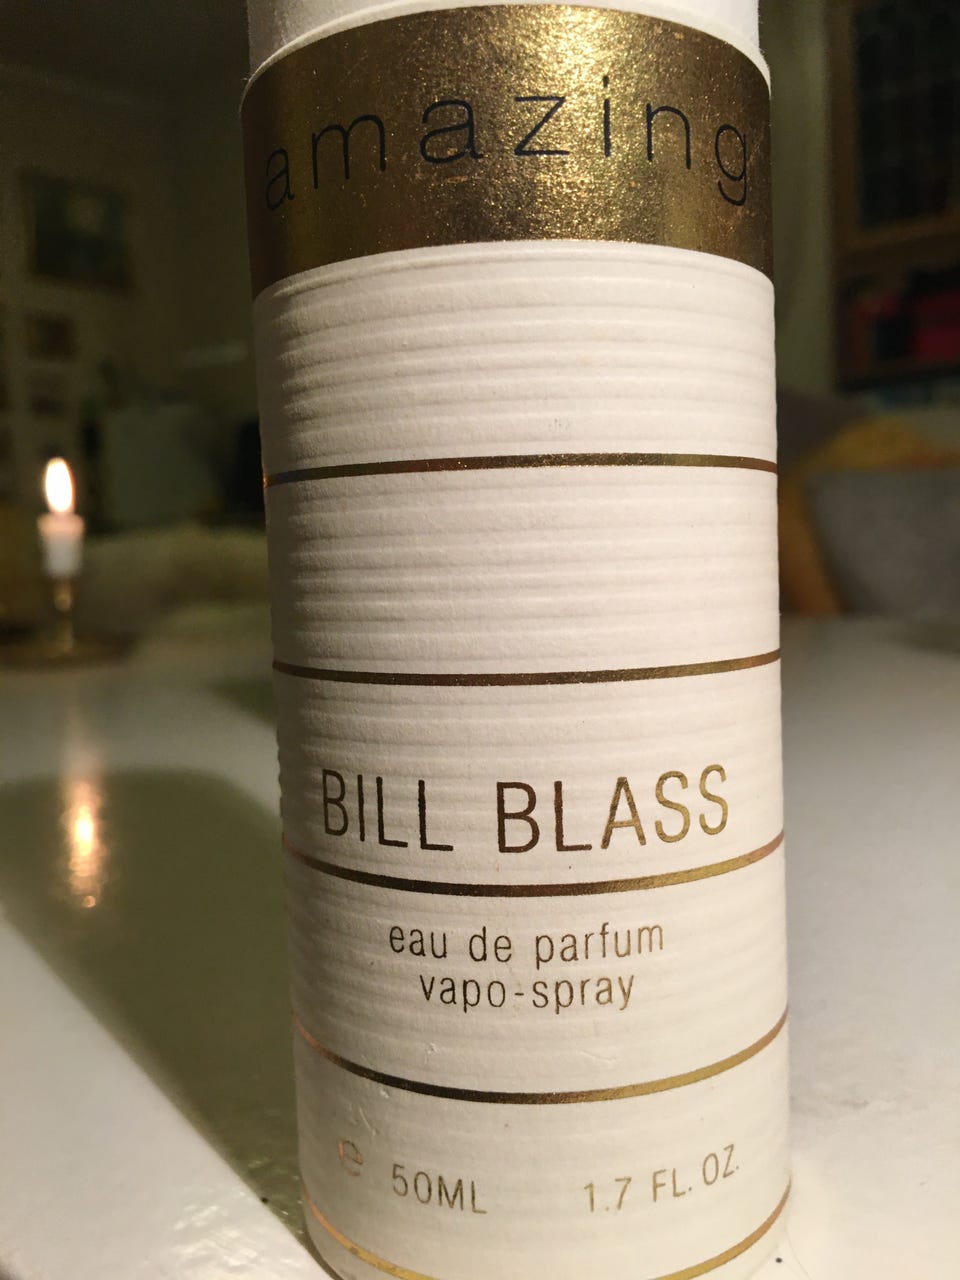 amazing
BILL BLASS
eau de parfum
vapo-spray
e 50ML 1.7 FL. OZ.